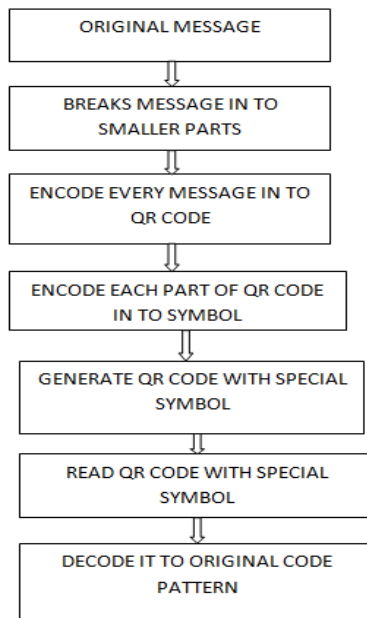 ORIGINAL MESSAGE
BREAKS MESSAGE IN TO
SMALLER PARTS
ENCODE EVERY MESSAGE IN TO
QR CODE
ENCODE EACH PART OF QR CODE
IN TO SYMBOL
GENERATE QR CODE WITH SPECIAL
SYMBOL
READ QR CODE WITH SPECIAL
SYMBOL
DECODE IT TO ORIGINAL CODE
PATTERN